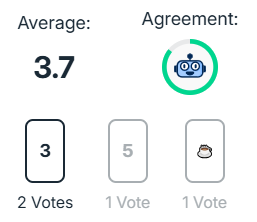 Average: Agreement:
3.7
3 5
2 Votes 1 Vote 1 Vote